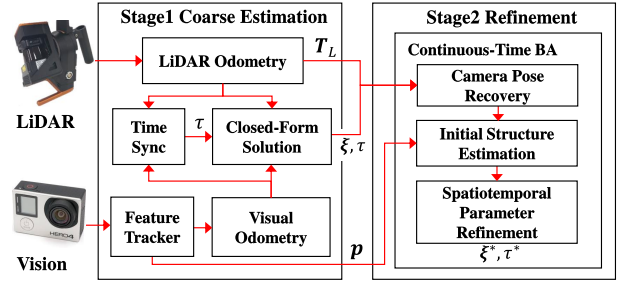 Stage1 Coarse Estimation
Stage2 Refinement
LiDAR Odometry
T_L
Continuous-Time BA
Camera Pose
Recovery
LiDAR
Time
Sync
τ
Closed-Form
Solution
ξ, τ
Initial Structure
Estimation
HERO4
Feature
Tracker
Visual
Odometry
Spatiotemporal
Parameter
Refinement
ξ*, τ*
Vision
p